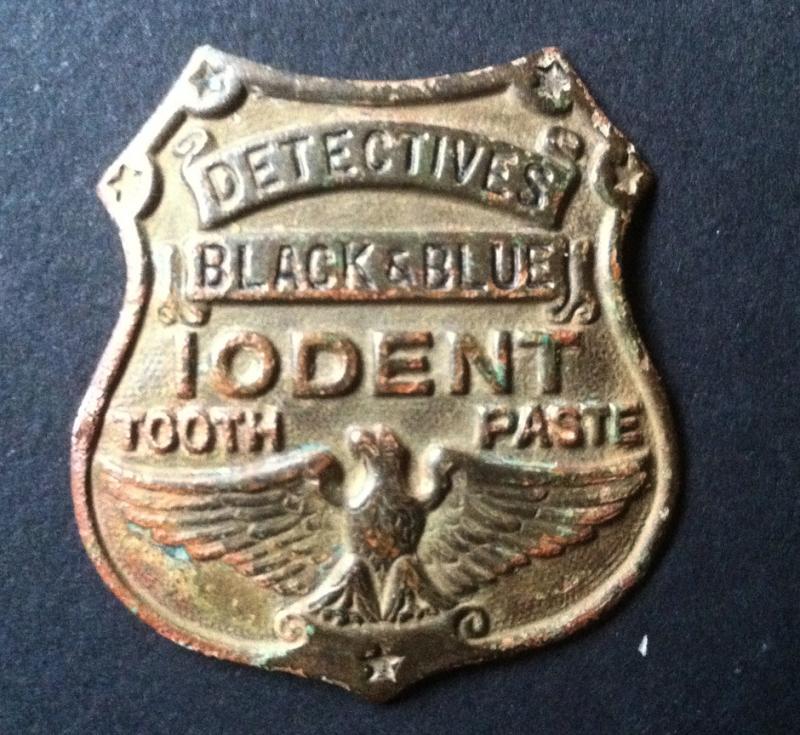 DETECTIVES
BLACK & BLUE
IODENT
TOOTH PASTE